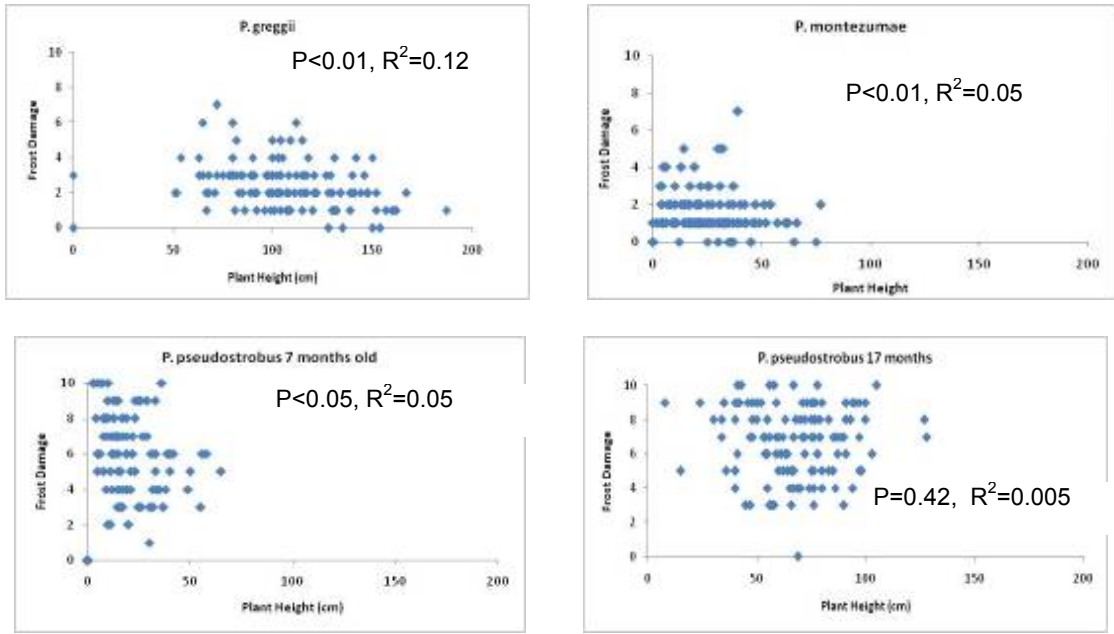 P. greggii
P<0.01, R²=0.12
10
8
6
4
2
0
Frost Damage
0 50 100 150 200
Plant Height (cm)
P. montezumae
P<0.01, R²=0.05
10
8
6
4
2
0
Frost Damage
0 50 100 150 200
Plant Height
P. pseudostrobus 7 months old
P<0.05, R²=0.05
10
8
6
4
2
0
Frost Damage
0 50 100 150 200
Plant Height (cm)
P. pseudostrobus 17 months
P=0.42, R²=0.005
10
8
6
4
2
0
Frost Damage
0 50 100 150 200
Plant Height (cm)